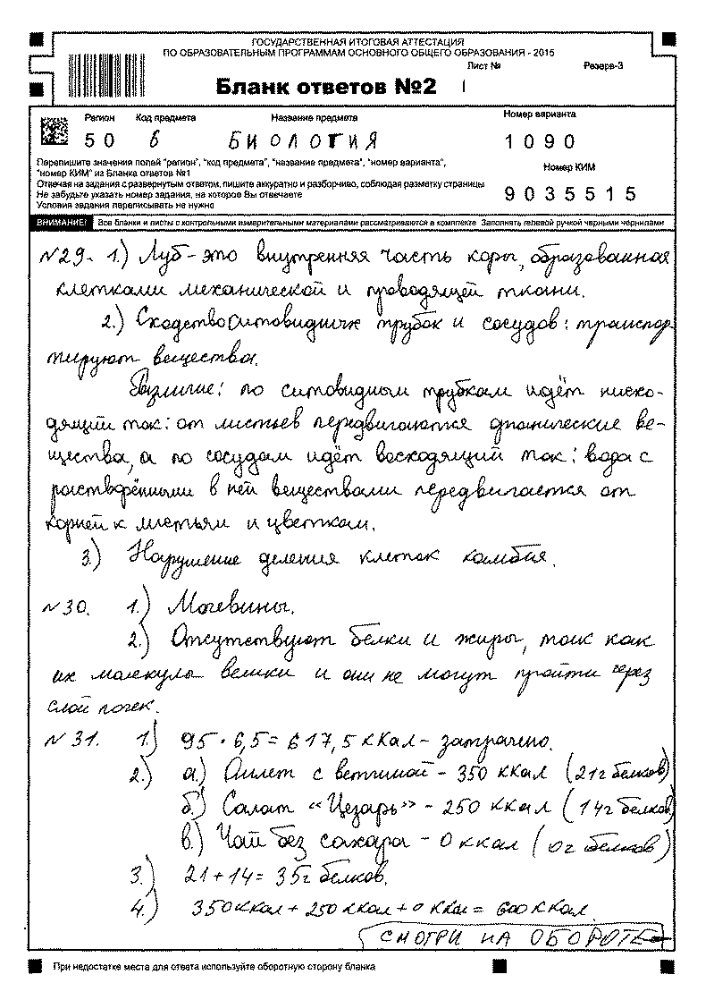 ГОСУДАРСТВЕННАЯ ИТОГОВАЯ АТТЕСТАЦИЯ
ПО ОБРАЗОВАТЕЛЬНЫМ ПРОГРАММАМ ОСНОВНОГО ОБЩЕГО ОБРАЗОВАНИЯ - 2015
Лист № Резерв-3
Бланк ответов №2 1
Регион Код предмета Название предмета Номер варианта
50 6 БИОЛОГИЯ 1090
Перепишите значения полей "регион", "код предмета", "название предмета", "номер варианта",
"номер КИМ" из Бланка ответов №1
Номер КИМ
Отвечая на задания с развернутым ответом, пишите аккуратно и разборчиво, соблюдая разметку страницы
Не забудьте указать номер задания, на которое Вы отвечаете
9035515
Условия задания переписывать не нужно
ВНИМАНИЕ! Все бланки и листы с контрольными измерительными материалами рассматриваются в комплекте Заполнять гелевой ручкой черными чернилами
№29. 1.) Луб - это внутренняя часть коры, образованная
клетками механической и проводящей ткани.
2.) Сходство ситовидных трубок и сосудов: транспор
тируют вещества.
Различие: по ситовидным трубкам идёт нисхо-
дящий ток: от листьев передвигаются органические ве-
щества, а по сосудам идёт восходящий ток: вода с
растворёнными в ней веществами передвигается от
корней к листьям и цветкам.
3.) Нарушение деления клеток камбия.
№30. 1.) Мочевины.
2.) Отсутствуют белки и жиры, так как
их молекулы велики и они не могут пройти через
слой почек.
№31. 1.) 95 · 6,5 = 617,5 кКал - затрачено.
2.) а.) Омлет с ветчиной - 350 ккал (21г белков)
б.) Салат «Цезарь» - 250 ккал (14г белков)
в.) Чай без сахара - 0 ккал (0г белков)
3.) 21 + 14 = 35г белков.
4.) 350кКал + 250 кКал + 0 кКал = 600 кКал.
СМОТРИ НА ОБОРОТЕ
При недостатке места для ответа используйте оборотную сторону бланка